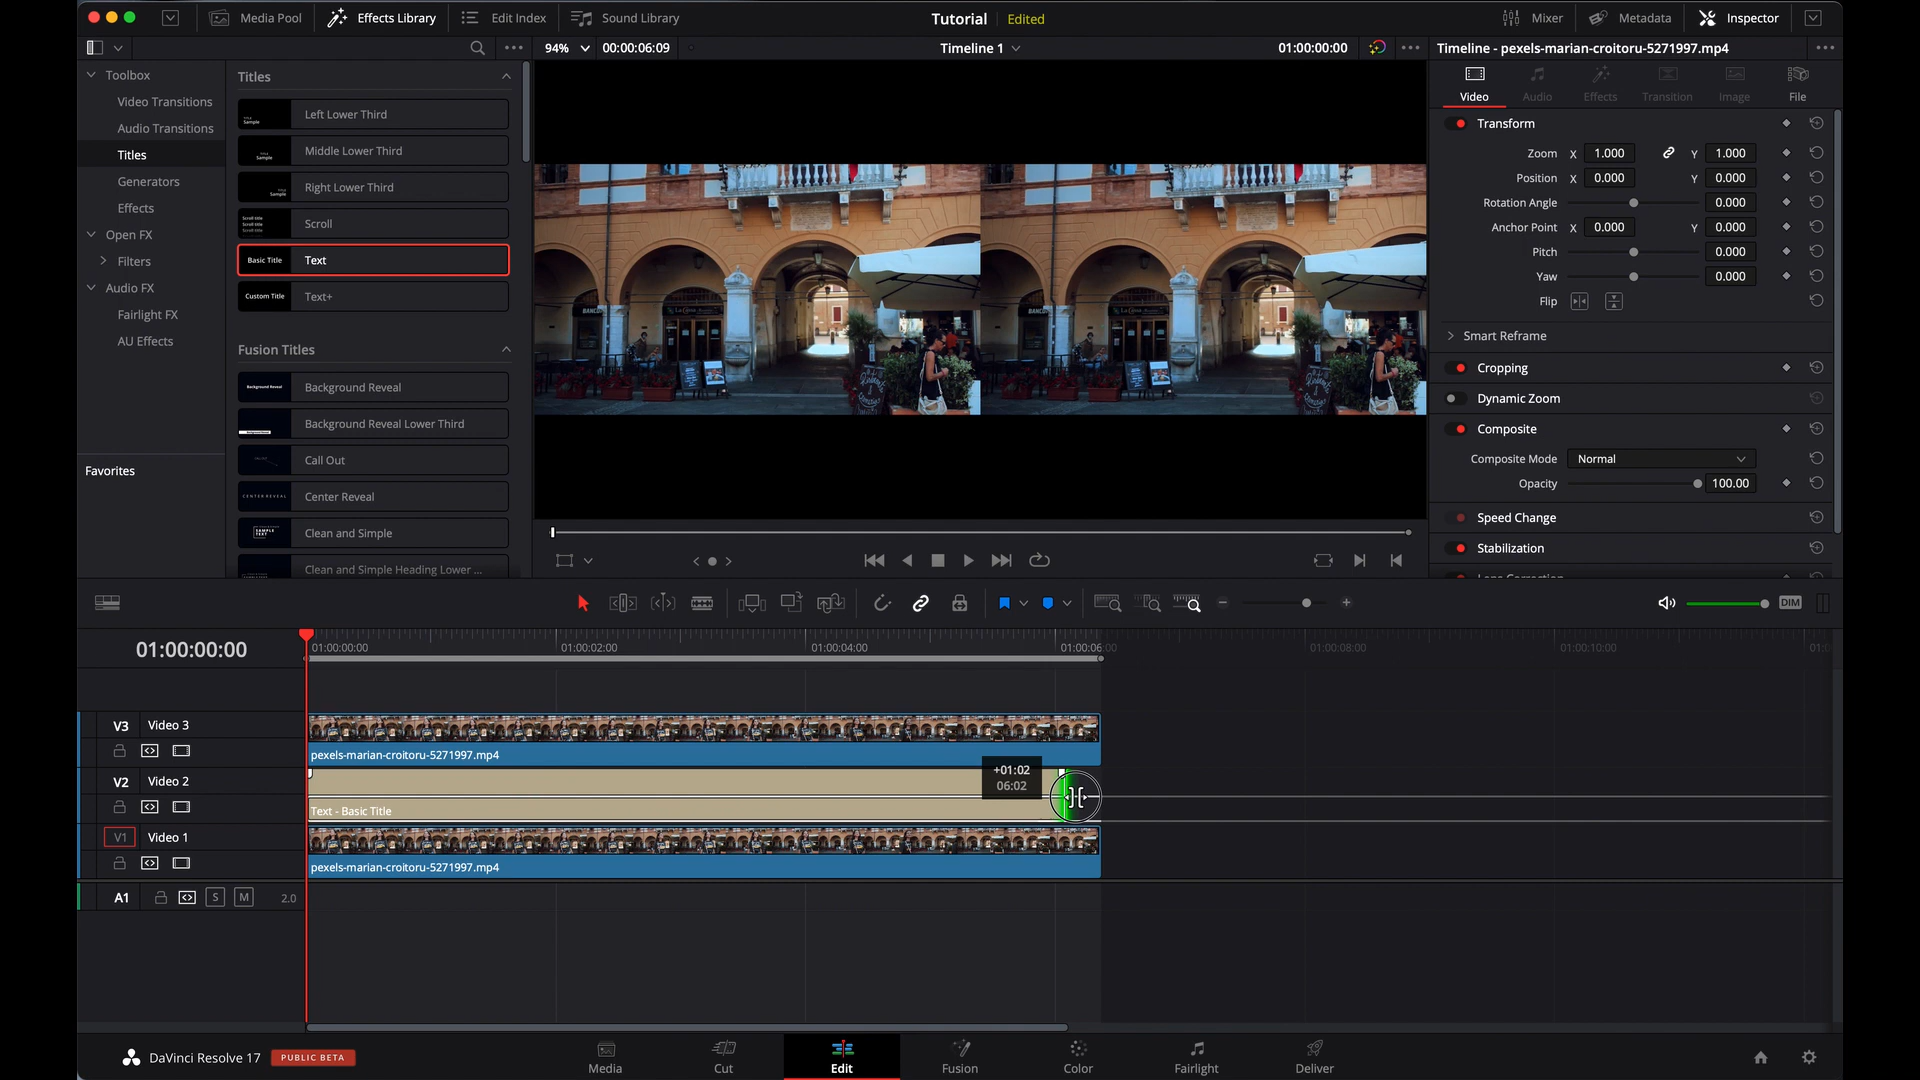 Media Pool
Effects Library
Edit Index
Sound Library
Tutorial
Edited
Mixer
Metadata
Inspector
94%
00:00:06:09
Timeline 1
01:00:00:00
Timeline - pexels-marian-croitoru-5271997.mp4
Toolbox
Video Transitions
Audio Transitions
Titles
Generators
Effects
Open FX
Filters
Audio FX
Fairlight FX
AU Effects
Favorites
Titles
Left Lower Third
Middle Lower Third
Right Lower Third
Scroll
Basic Title
Text
Custom Title
Text+
Fusion Titles
Background Reveal
Background Reveal Lower Third
Call Out
Center Reveal
Clean and Simple
Clean and Simple Heading Lower ...
Video
Audio
Effects
Transition
Image
File
Transform
Zoom X 1.000 Y 1.000
Position X 0.000 Y 0.000
Rotation Angle 0.000
Anchor Point X 0.000 Y 0.000
Pitch 0.000
Yaw 0.000
Flip
Smart Reframe
Cropping
Dynamic Zoom
Composite
Composite Mode Normal
Opacity 100.00
Speed Change
Stabilization
DIM
01:00:00:00
01:00:00:00
01:00:02:00
01:00:04:00
01:00:06:00
01:00:08:00
01:00:10:00
V3 Video 3
pexels-marian-croitoru-5271997.mp4
V2 Video 2
+01:02
06:02
Text - Basic Title
V1 Video 1
pexels-marian-croitoru-5271997.mp4
A1 S M 2.0
DaVinci Resolve 17
PUBLIC BETA
Media
Cut
Edit
Fusion
Color
Fairlight
Deliver